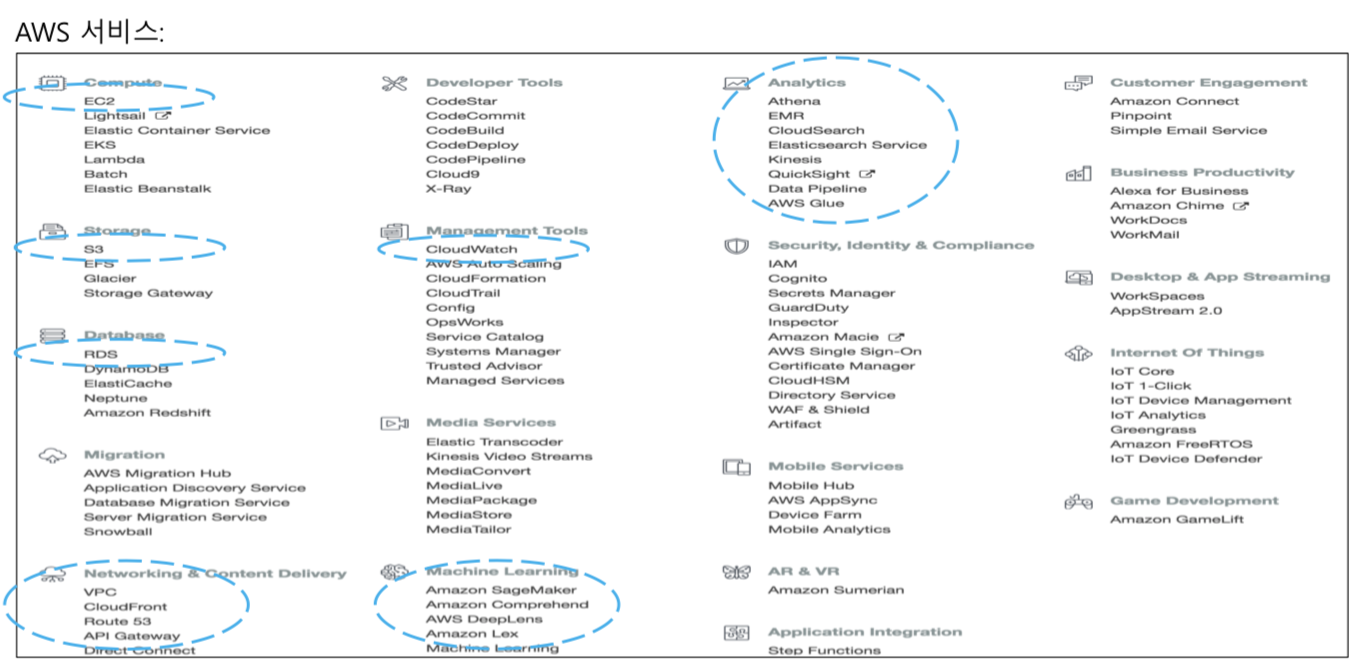 AWS 서비스:
Compute
EC2
Lightsail
Elastic Container Service
EKS
Lambda
Batch
Elastic Beanstalk
Storage
S3
EFS
Glacier
Storage Gateway
Database
RDS
DynamoDB
ElastiCache
Neptune
Amazon Redshift
Migration
AWS Migration Hub
Application Discovery Service
Database Migration Service
Server Migration Service
Snowball
Networking & Content Delivery
VPC
CloudFront
Route 53
API Gateway
Direct Connect
Developer Tools
CodeStar
CodeCommit
CodeBuild
CodeDeploy
CodePipeline
Cloud9
X-Ray
Management Tools
CloudWatch
AWS Auto Scaling
CloudFormation
CloudTrail
Config
OpsWorks
Service Catalog
Systems Manager
Trusted Advisor
Managed Services
Media Services
Elastic Transcoder
Kinesis Video Streams
MediaConvert
MediaLive
MediaPackage
MediaStore
MediaTailor
Machine Learning
Amazon SageMaker
Amazon Comprehend
AWS DeepLens
Amazon Lex
Machine Learning
Analytics
Athena
EMR
CloudSearch
Elasticsearch Service
Kinesis
QuickSight
Data Pipeline
AWS Glue
Security, Identity & Compliance
IAM
Cognito
Secrets Manager
GuardDuty
Inspector
Amazon Macie
AWS Single Sign-On
Certificate Manager
CloudHSM
Directory Service
WAF & Shield
Artifact
Mobile Services
Mobile Hub
AWS AppSync
Device Farm
Mobile Analytics
AR & VR
Amazon Sumerian
Application Integration
Step Functions
Customer Engagement
Amazon Connect
Pinpoint
Simple Email Service
Business Productivity
Alexa for Business
Amazon Chime
WorkDocs
WorkMail
Desktop & App Streaming
WorkSpaces
AppStream 2.0
Internet Of Things
IoT Core
IoT 1-Click
IoT Device Management
IoT Analytics
Greengrass
Amazon FreeRTOS
IoT Device Defender
Game Development
Amazon GameLift